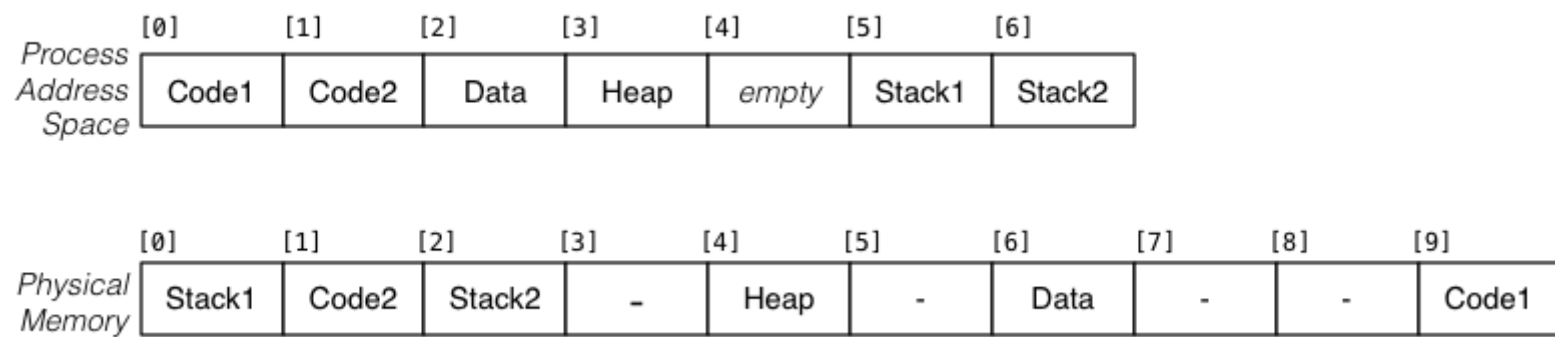 [0] [1] [2] [3] [4] [5] [6]
Process
Address
Space
Code1 Code2 Data Heap empty Stack1 Stack2
[0] [1] [2] [3] [4] [5] [6] [7] [8] [9]
Physical
Memory
Stack1 Code2 Stack2 - Heap - Data - - Code1